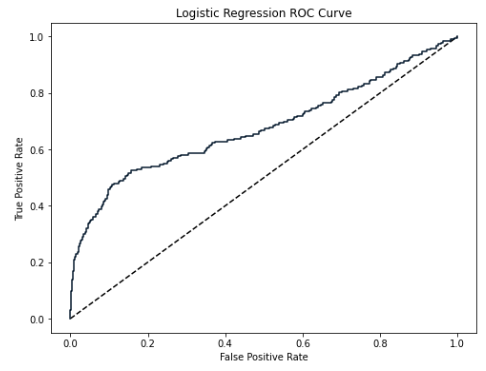 Logistic Regression ROC Curve
1.0
0.8
0.6
0.4
0.2
0.0
True Positive Rate
0.0 0.2 0.4 0.6 0.8 1.0
False Positive Rate